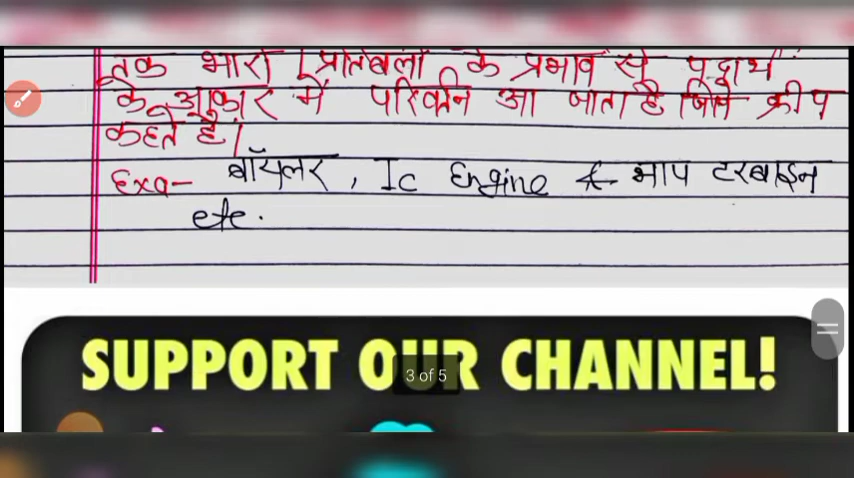 तक भारों / प्रतिबलों के प्रभाव से पदार्थ
के आकार में परिवर्तन आ जाता है जिसे क्रीप
कहते है।
Exa- बॉयलर, Ic Engine & भाप टरबाइन
etc.
SUPPORT OUR CHANNEL!
3 of 5